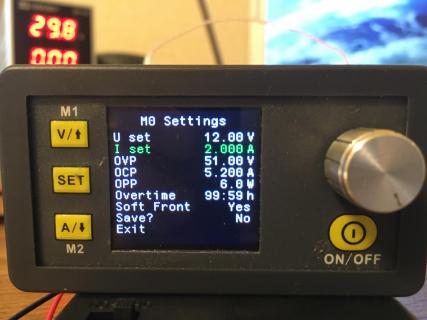 29.8
000
M1
V/⬆
SET
A/⬇
M2
M0 Settings
U set 12.00 V
I set 2.000 A
OVP 51.00 V
OCP 5.200 A
OPP 6.0 W
Overtime 99:59 h
Soft Front Yes
Save? No
Exit
ON/OFF